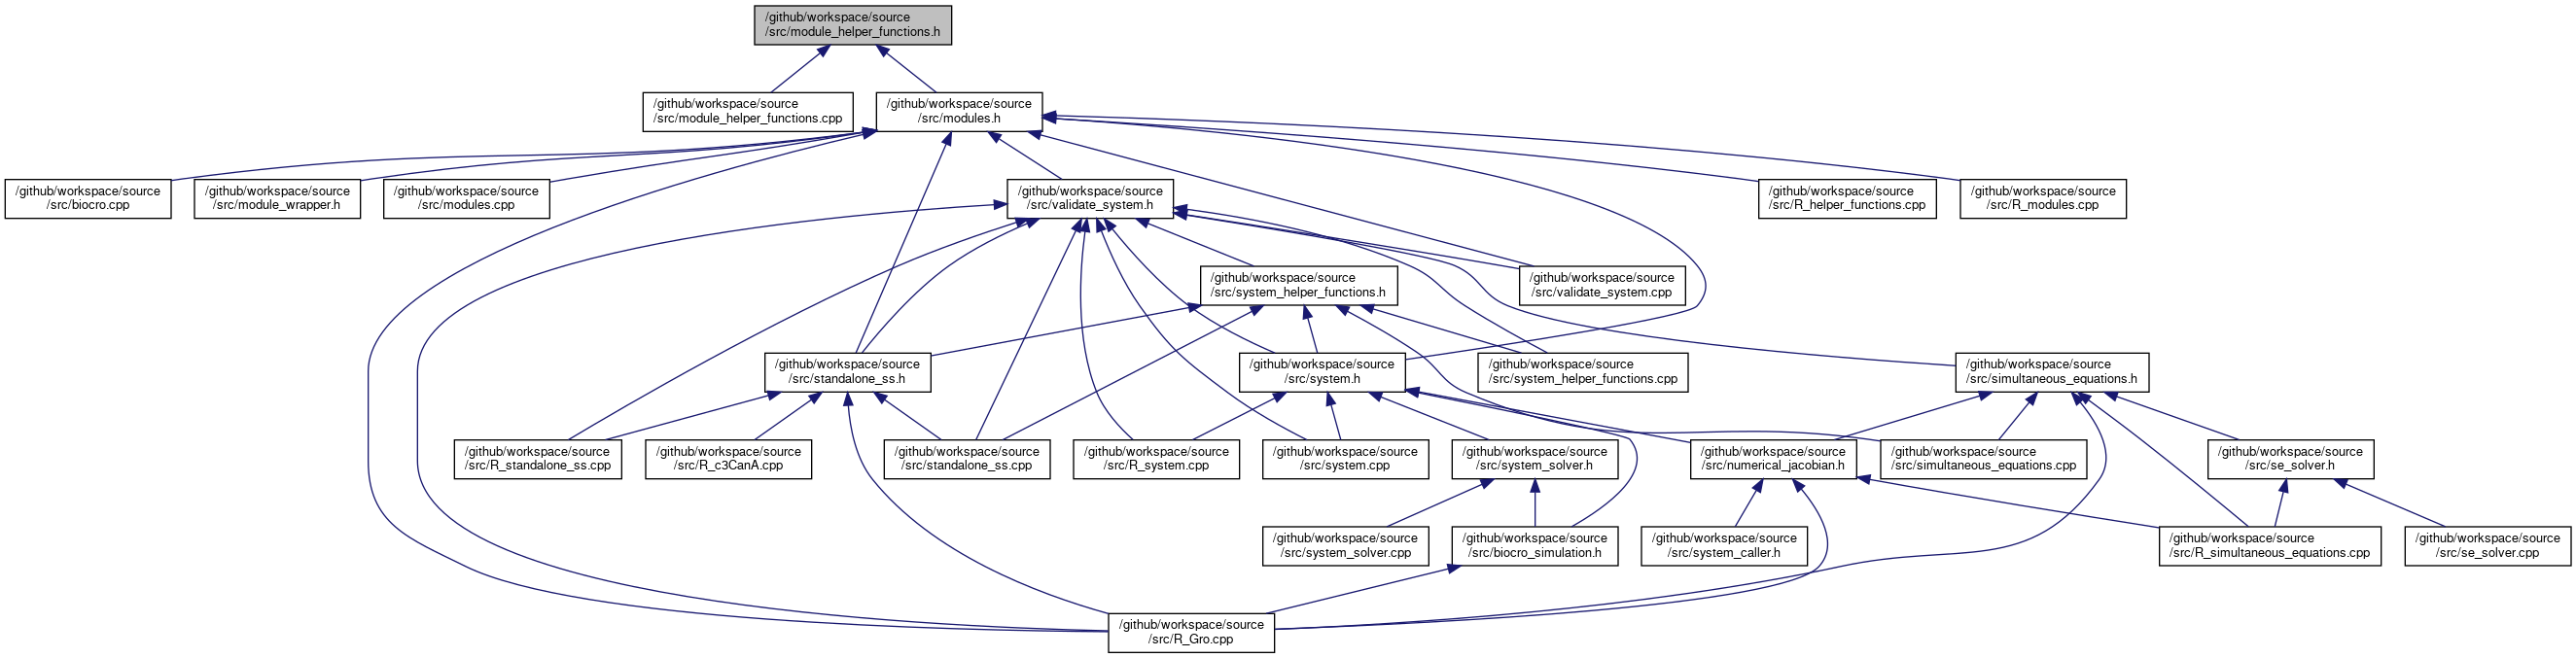 /github/workspace/source
/src/module_helper_functions.h
/github/workspace/source
/src/module_helper_functions.cpp
/github/workspace/source
/src/modules.h
/github/workspace/source
/src/biocro.cpp
/github/workspace/source
/src/module_wrapper.h
/github/workspace/source
/src/modules.cpp
/github/workspace/source
/src/validate_system.h
/github/workspace/source
/src/R_helper_functions.cpp
/github/workspace/source
/src/R_modules.cpp
/github/workspace/source
/src/system_helper_functions.h
/github/workspace/source
/src/validate_system.cpp
/github/workspace/source
/src/standalone_ss.h
/github/workspace/source
/src/system.h
/github/workspace/source
/src/system_helper_functions.cpp
/github/workspace/source
/src/simultaneous_equations.h
/github/workspace/source
/src/R_standalone_ss.cpp
/github/workspace/source
/src/R_c3CanA.cpp
/github/workspace/source
/src/standalone_ss.cpp
/github/workspace/source
/src/R_system.cpp
/github/workspace/source
/src/system.cpp
/github/workspace/source
/src/system_solver.h
/github/workspace/source
/src/numerical_jacobian.h
/github/workspace/source
/src/simultaneous_equations.cpp
/github/workspace/source
/src/se_solver.h
/github/workspace/source
/src/system_solver.cpp
/github/workspace/source
/src/biocro_simulation.h
/github/workspace/source
/src/system_caller.h
/github/workspace/source
/src/R_simultaneous_equations.cpp
/github/workspace/source
/src/se_solver.cpp
/github/workspace/source
/src/R_Gro.cpp